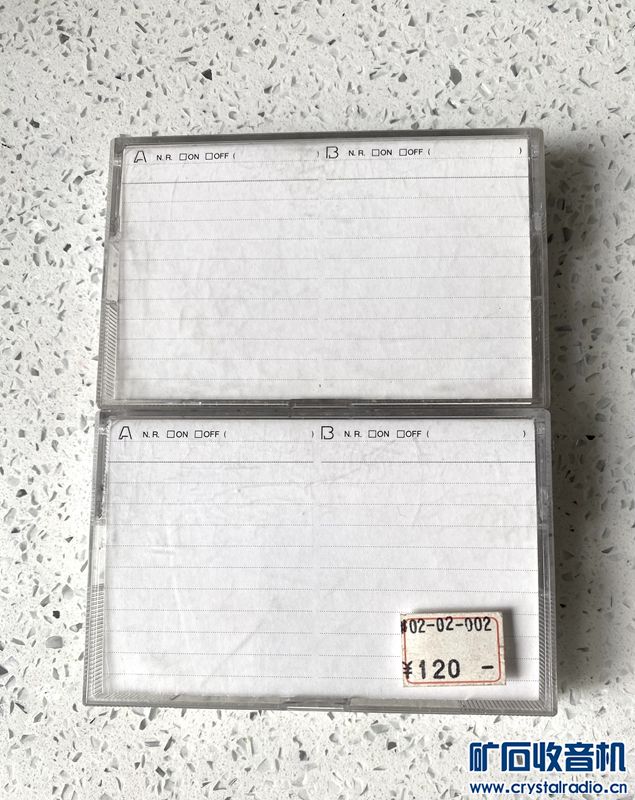 A N.R. □ON □OFF ( ) B N.R. □ON □OFF ( )
A N.R. □ON □OFF ( ) B N.R. □ON □OFF ( )
02-02-002
¥120 -
矿石收音机
www.crystalradio.cn